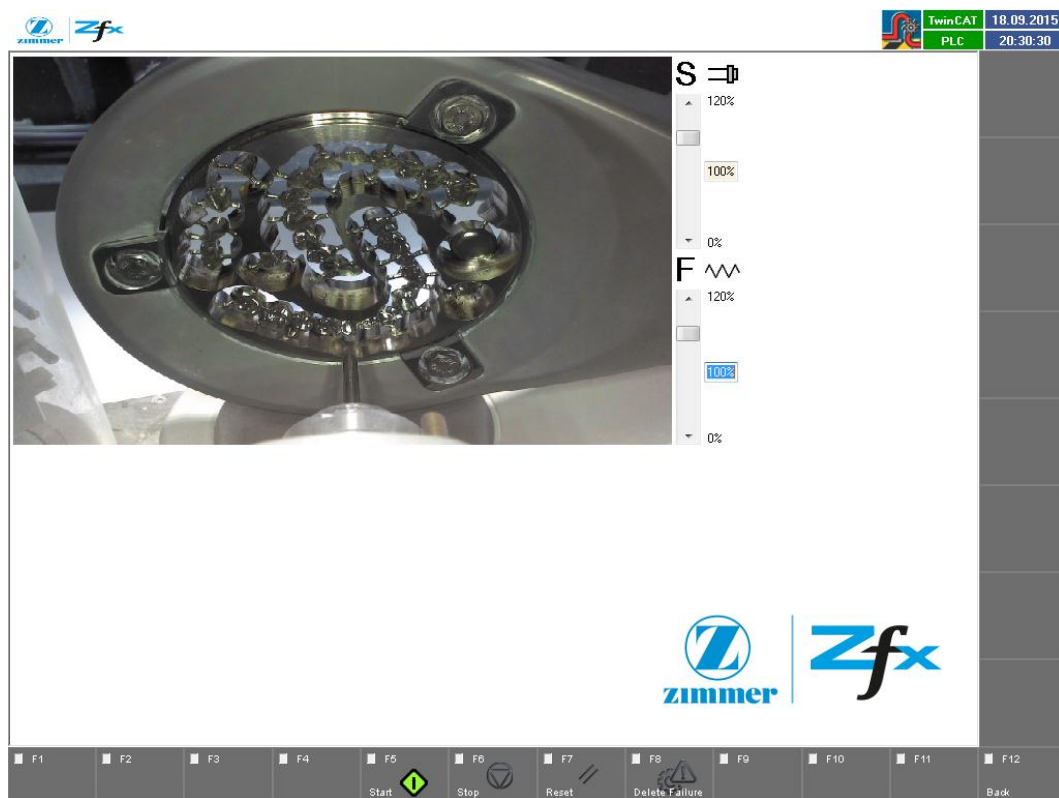 zimmer
Zfx
TwinCAT 18.09.2015
PLC 20:30:30
S
120%
100%
0%
F
120%
100%
0%
Z
zimmer
Zfx
F1 F2 F3 F4 F5 F6 F7 F8 F9 F10 F11 F12
Start Stop Reset Delete Failure Back